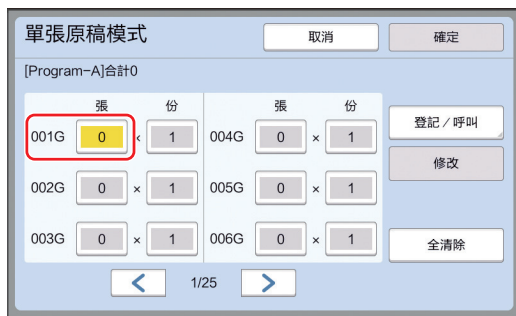 單張原稿模式 取消 確定
[Program-A]合計0
張 份 張 份
001G 0 × 1 004G 0 × 1 登記／呼叫
修改
002G 0 × 1 005G 0 × 1
003G 0 × 1 006G 0 × 1 全清除
1/25